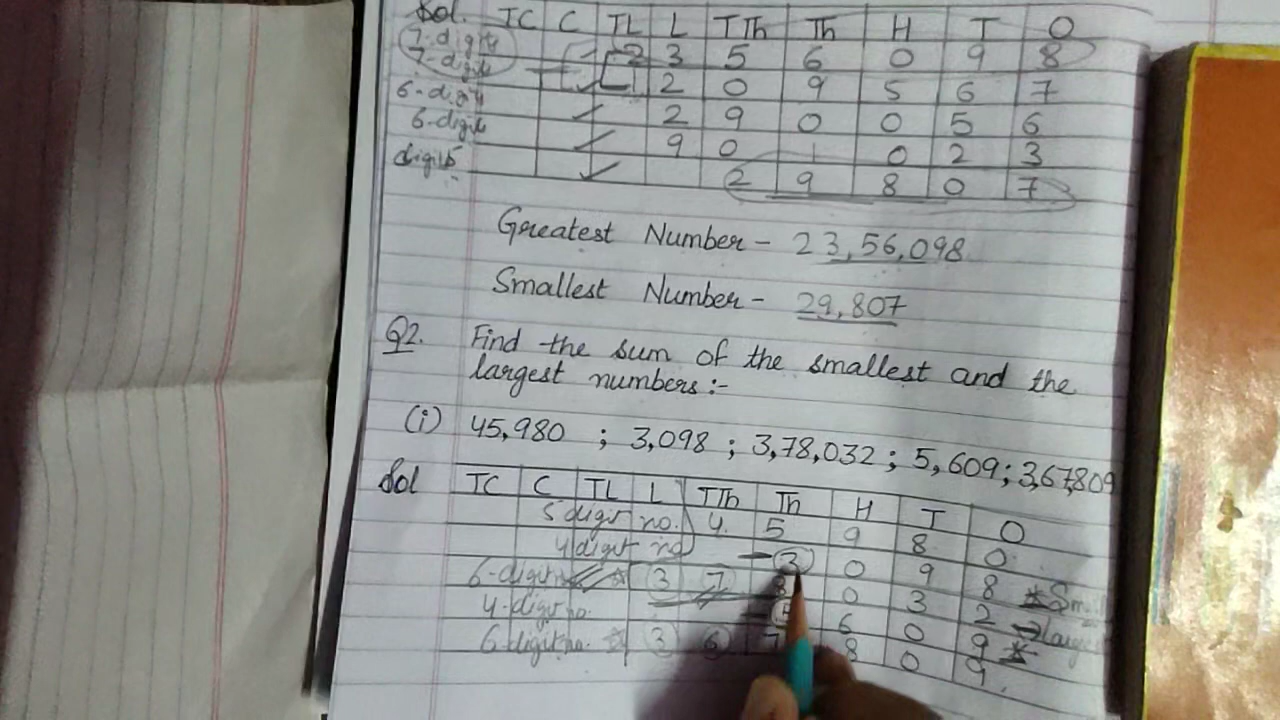 Sol. TC C TL L TTh Th H T O
7-digits 2 3 5 6 0 9 8
7-digits 2 0 9 5 6 7
6-digits 2 9 0 0 5 6
6-digits 9 0 1 0 2 3
digits 2 9 8 0 7
Greatest Number - 23,56,098
Smallest Number - 29,807
Q2. Find the sum of the smallest and the
largest numbers:-
(i) 45,980 ; 3,098 ; 3,78,032 ; 5,609 ; 3,67,809
Sol TC C TL L TTh Th H T O
5 digit no. 4 5 9 8 0
4 digit no 3 0 9 8
6-digit 3 7 8 0 3 2
4-digit no. 5 6 0 9
6 digit no. 3 6 7 8 0 9